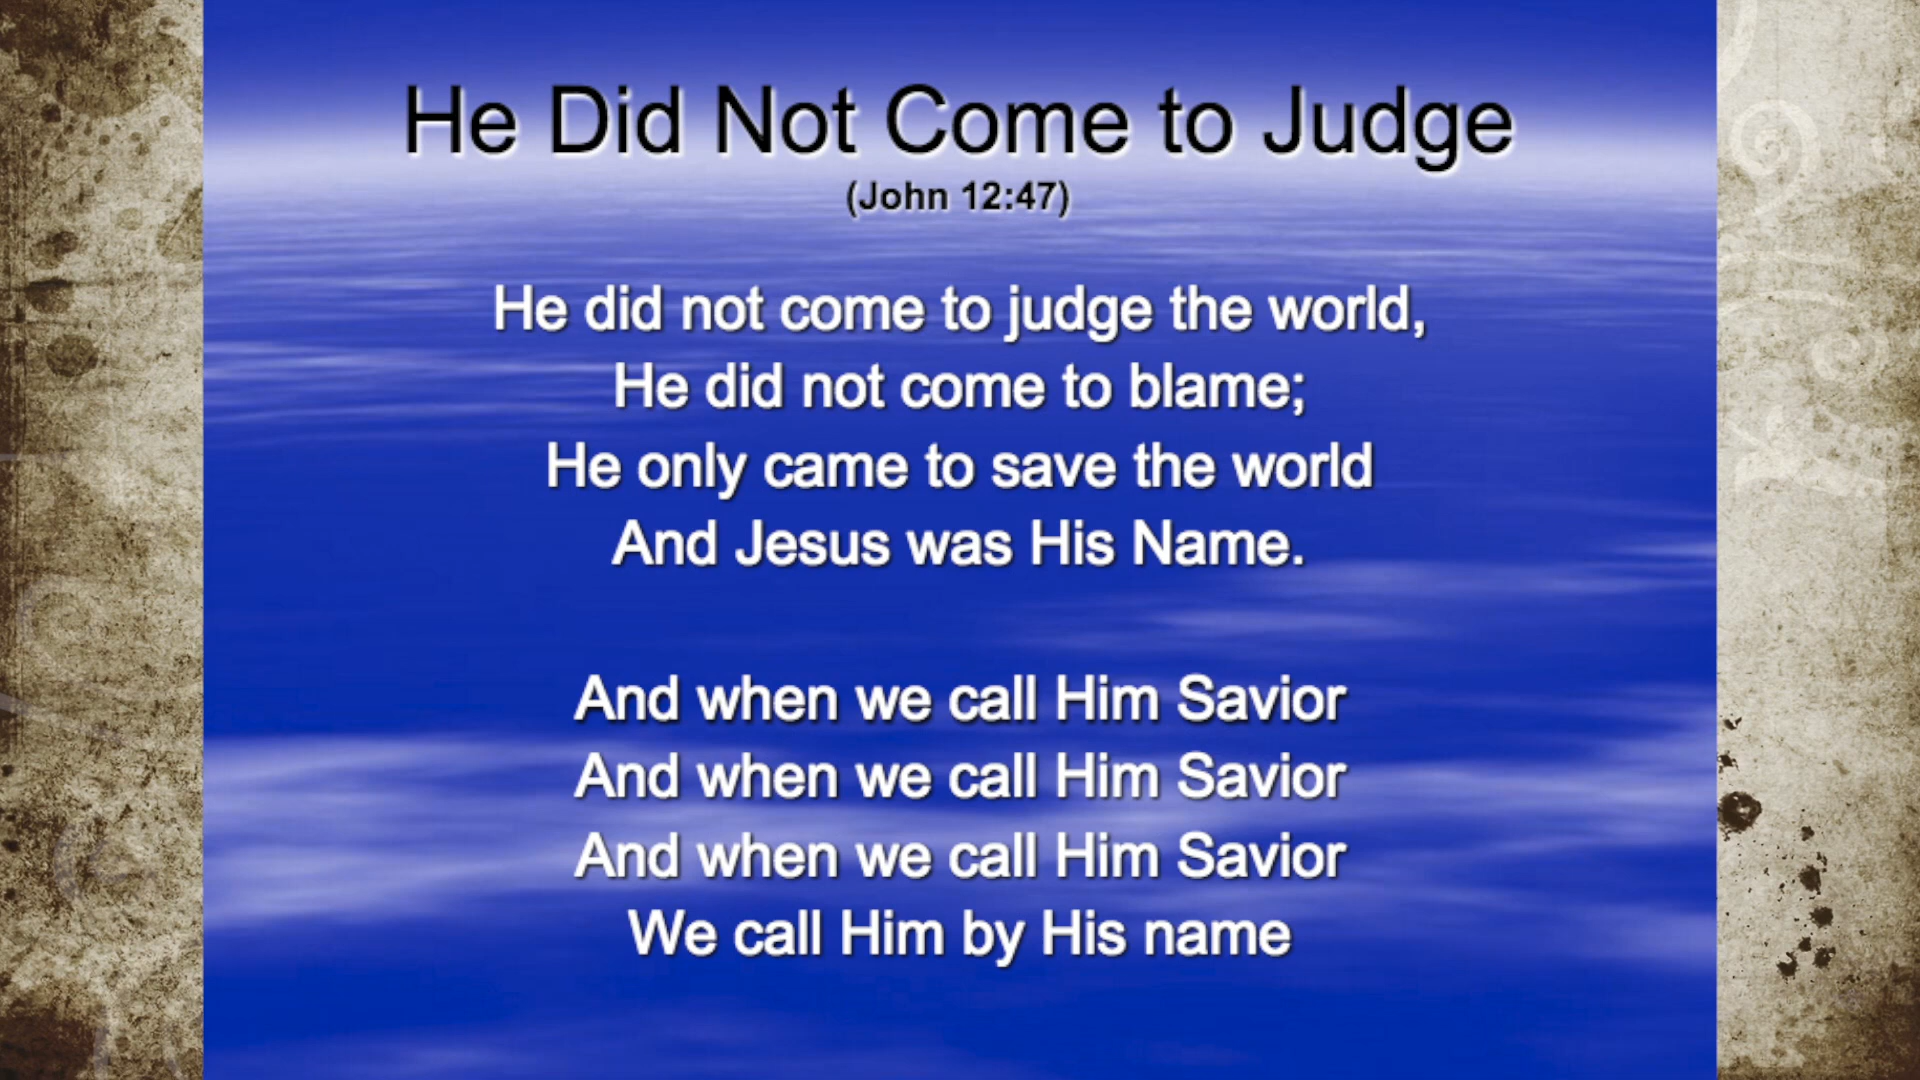 He Did Not Come to Judge
(John 12:47)
He did not come to judge the world,
He did not come to blame;
He only came to save the world
And Jesus was His Name.
And when we call Him Savior
And when we call Him Savior
And when we call Him Savior
We call Him by His name